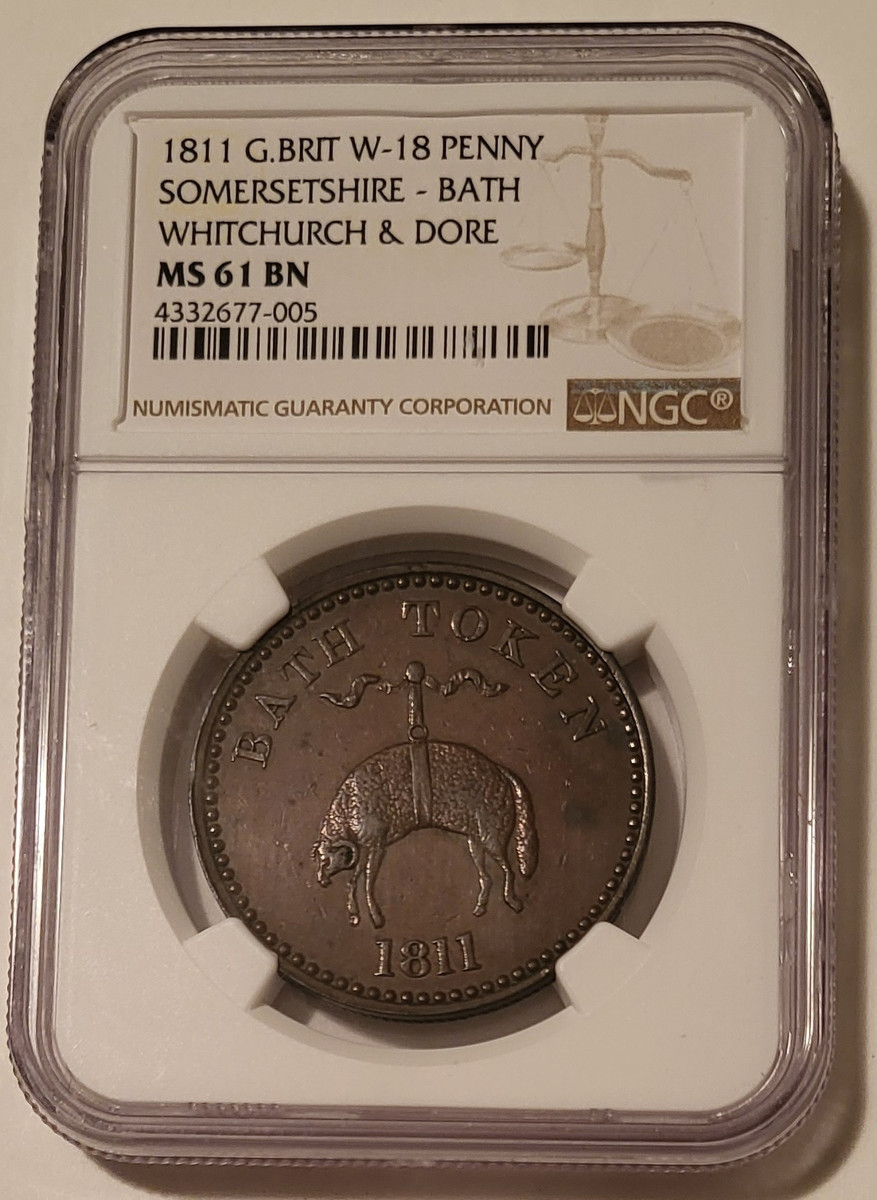 1811 G.BRIT W-18 PENNY
SOMERSETSHIRE - BATH
WHITCHURCH & DORE
MS 61 BN
4332677-005
NUMISMATIC GUARANTY CORPORATION
NGC®
BATH TOKEN
1811